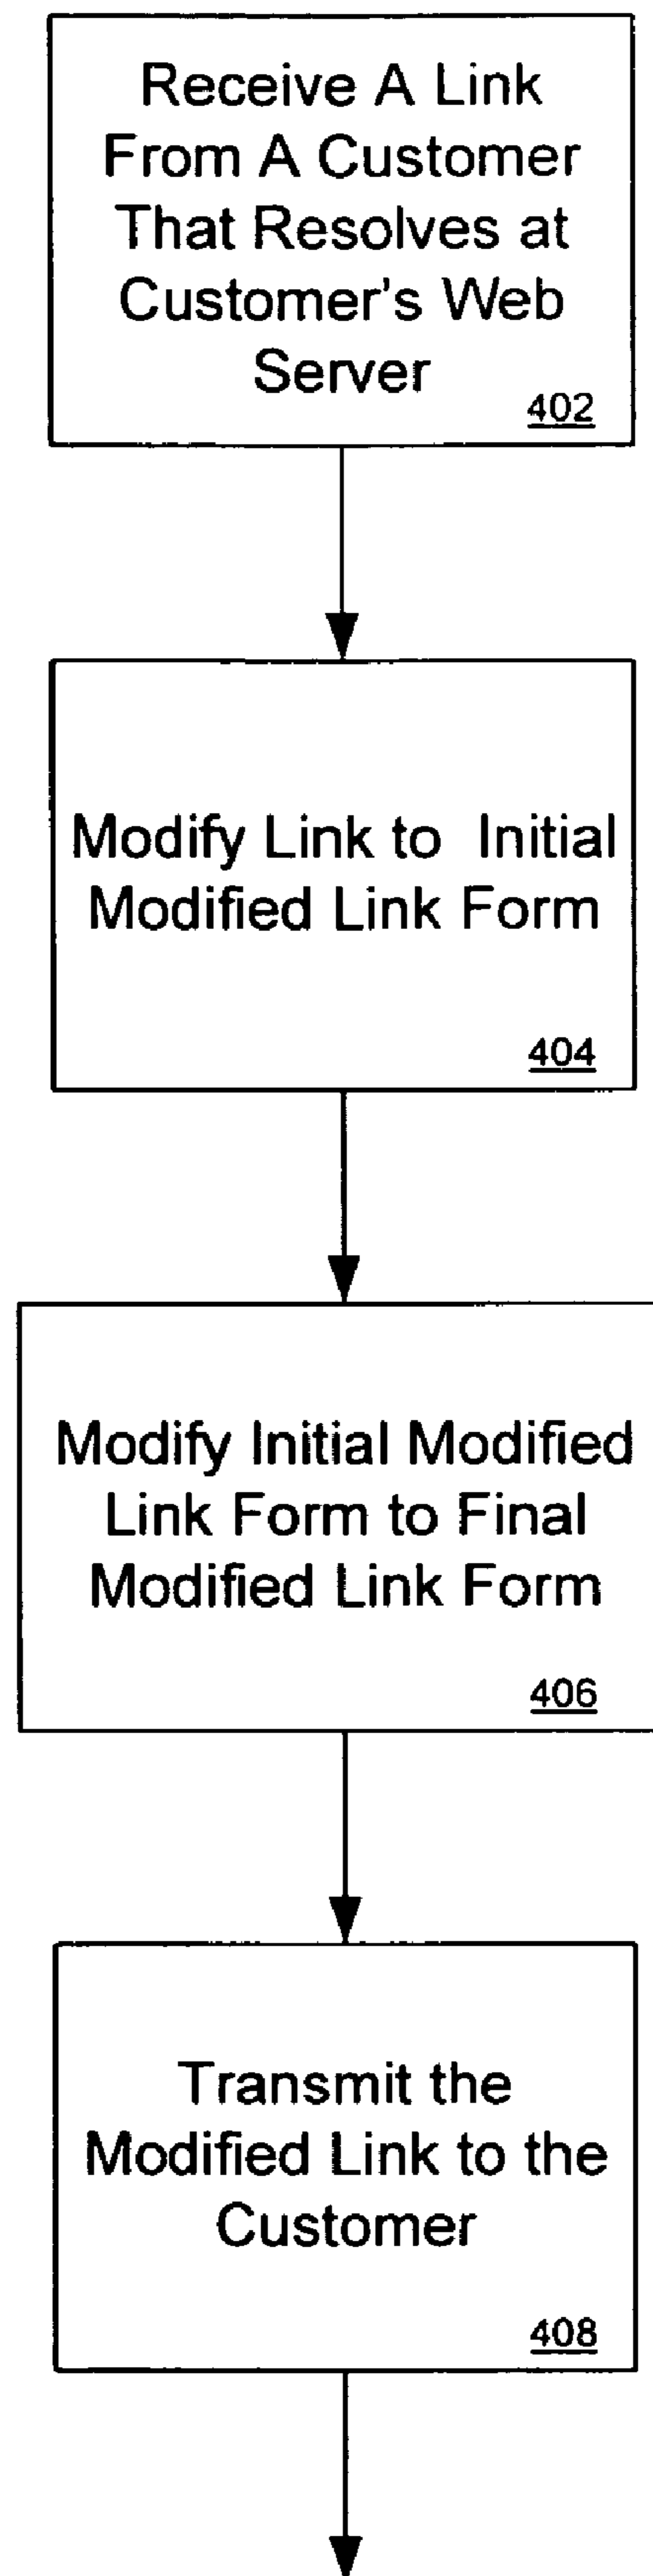 Receive A Link
From A Customer
That Resolves at
Customer's Web
Server
402
Modify Link to Initial
Modified Link Form
404
Modify Initial Modified
Link Form to Final
Modified Link Form
406
Transmit the
Modified Link to the
Customer
408